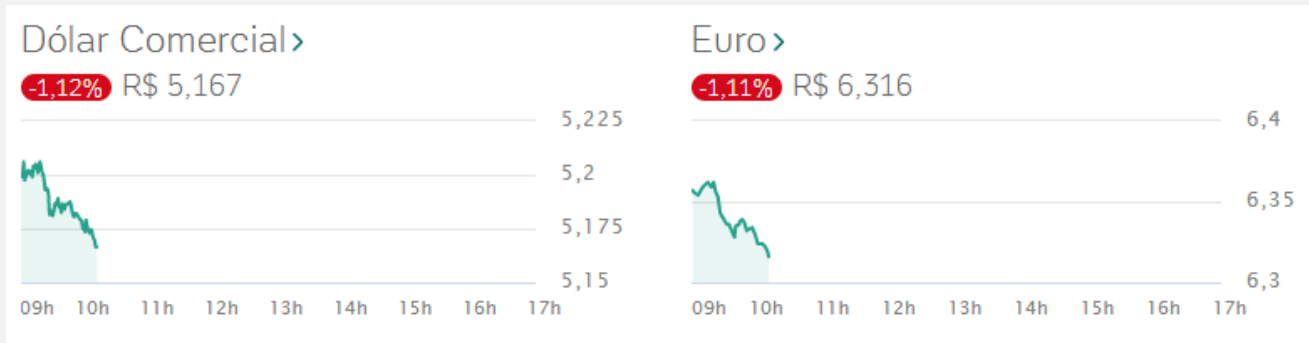 Dólar Comercial >
-1,12% R$ 5,167
5,225
5,2
5,175
5,15
09h 10h 11h 12h 13h 14h 15h 16h 17h
Euro >
-1,11% R$ 6,316
6,4
6,35
6,3
09h 10h 11h 12h 13h 14h 15h 16h 17h